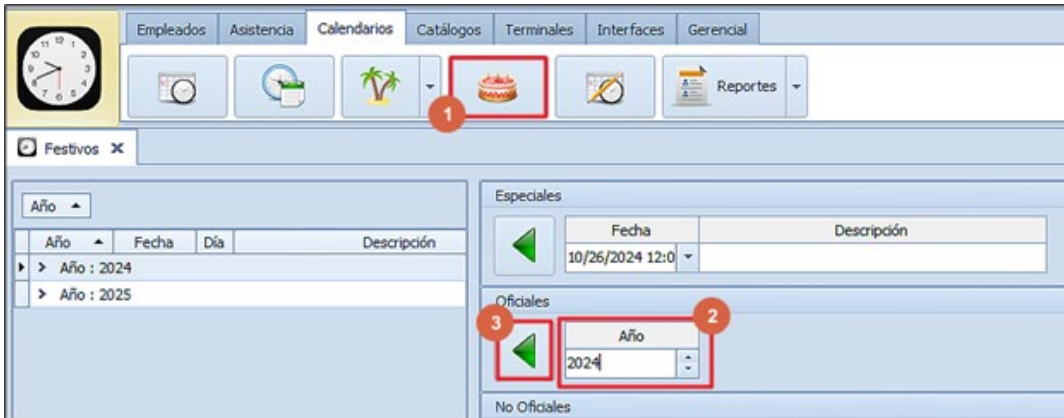 Empleados Asistencia Calendarios Catálogos Terminales Interfaces Gerencial
Reportes
1
Festivos
Año
Año Fecha Día Descripción
Año : 2024
Año : 2025
Especiales
Fecha Descripción
10/26/2024 12:0
Oficiales
3 2
Año
2024
No Oficiales